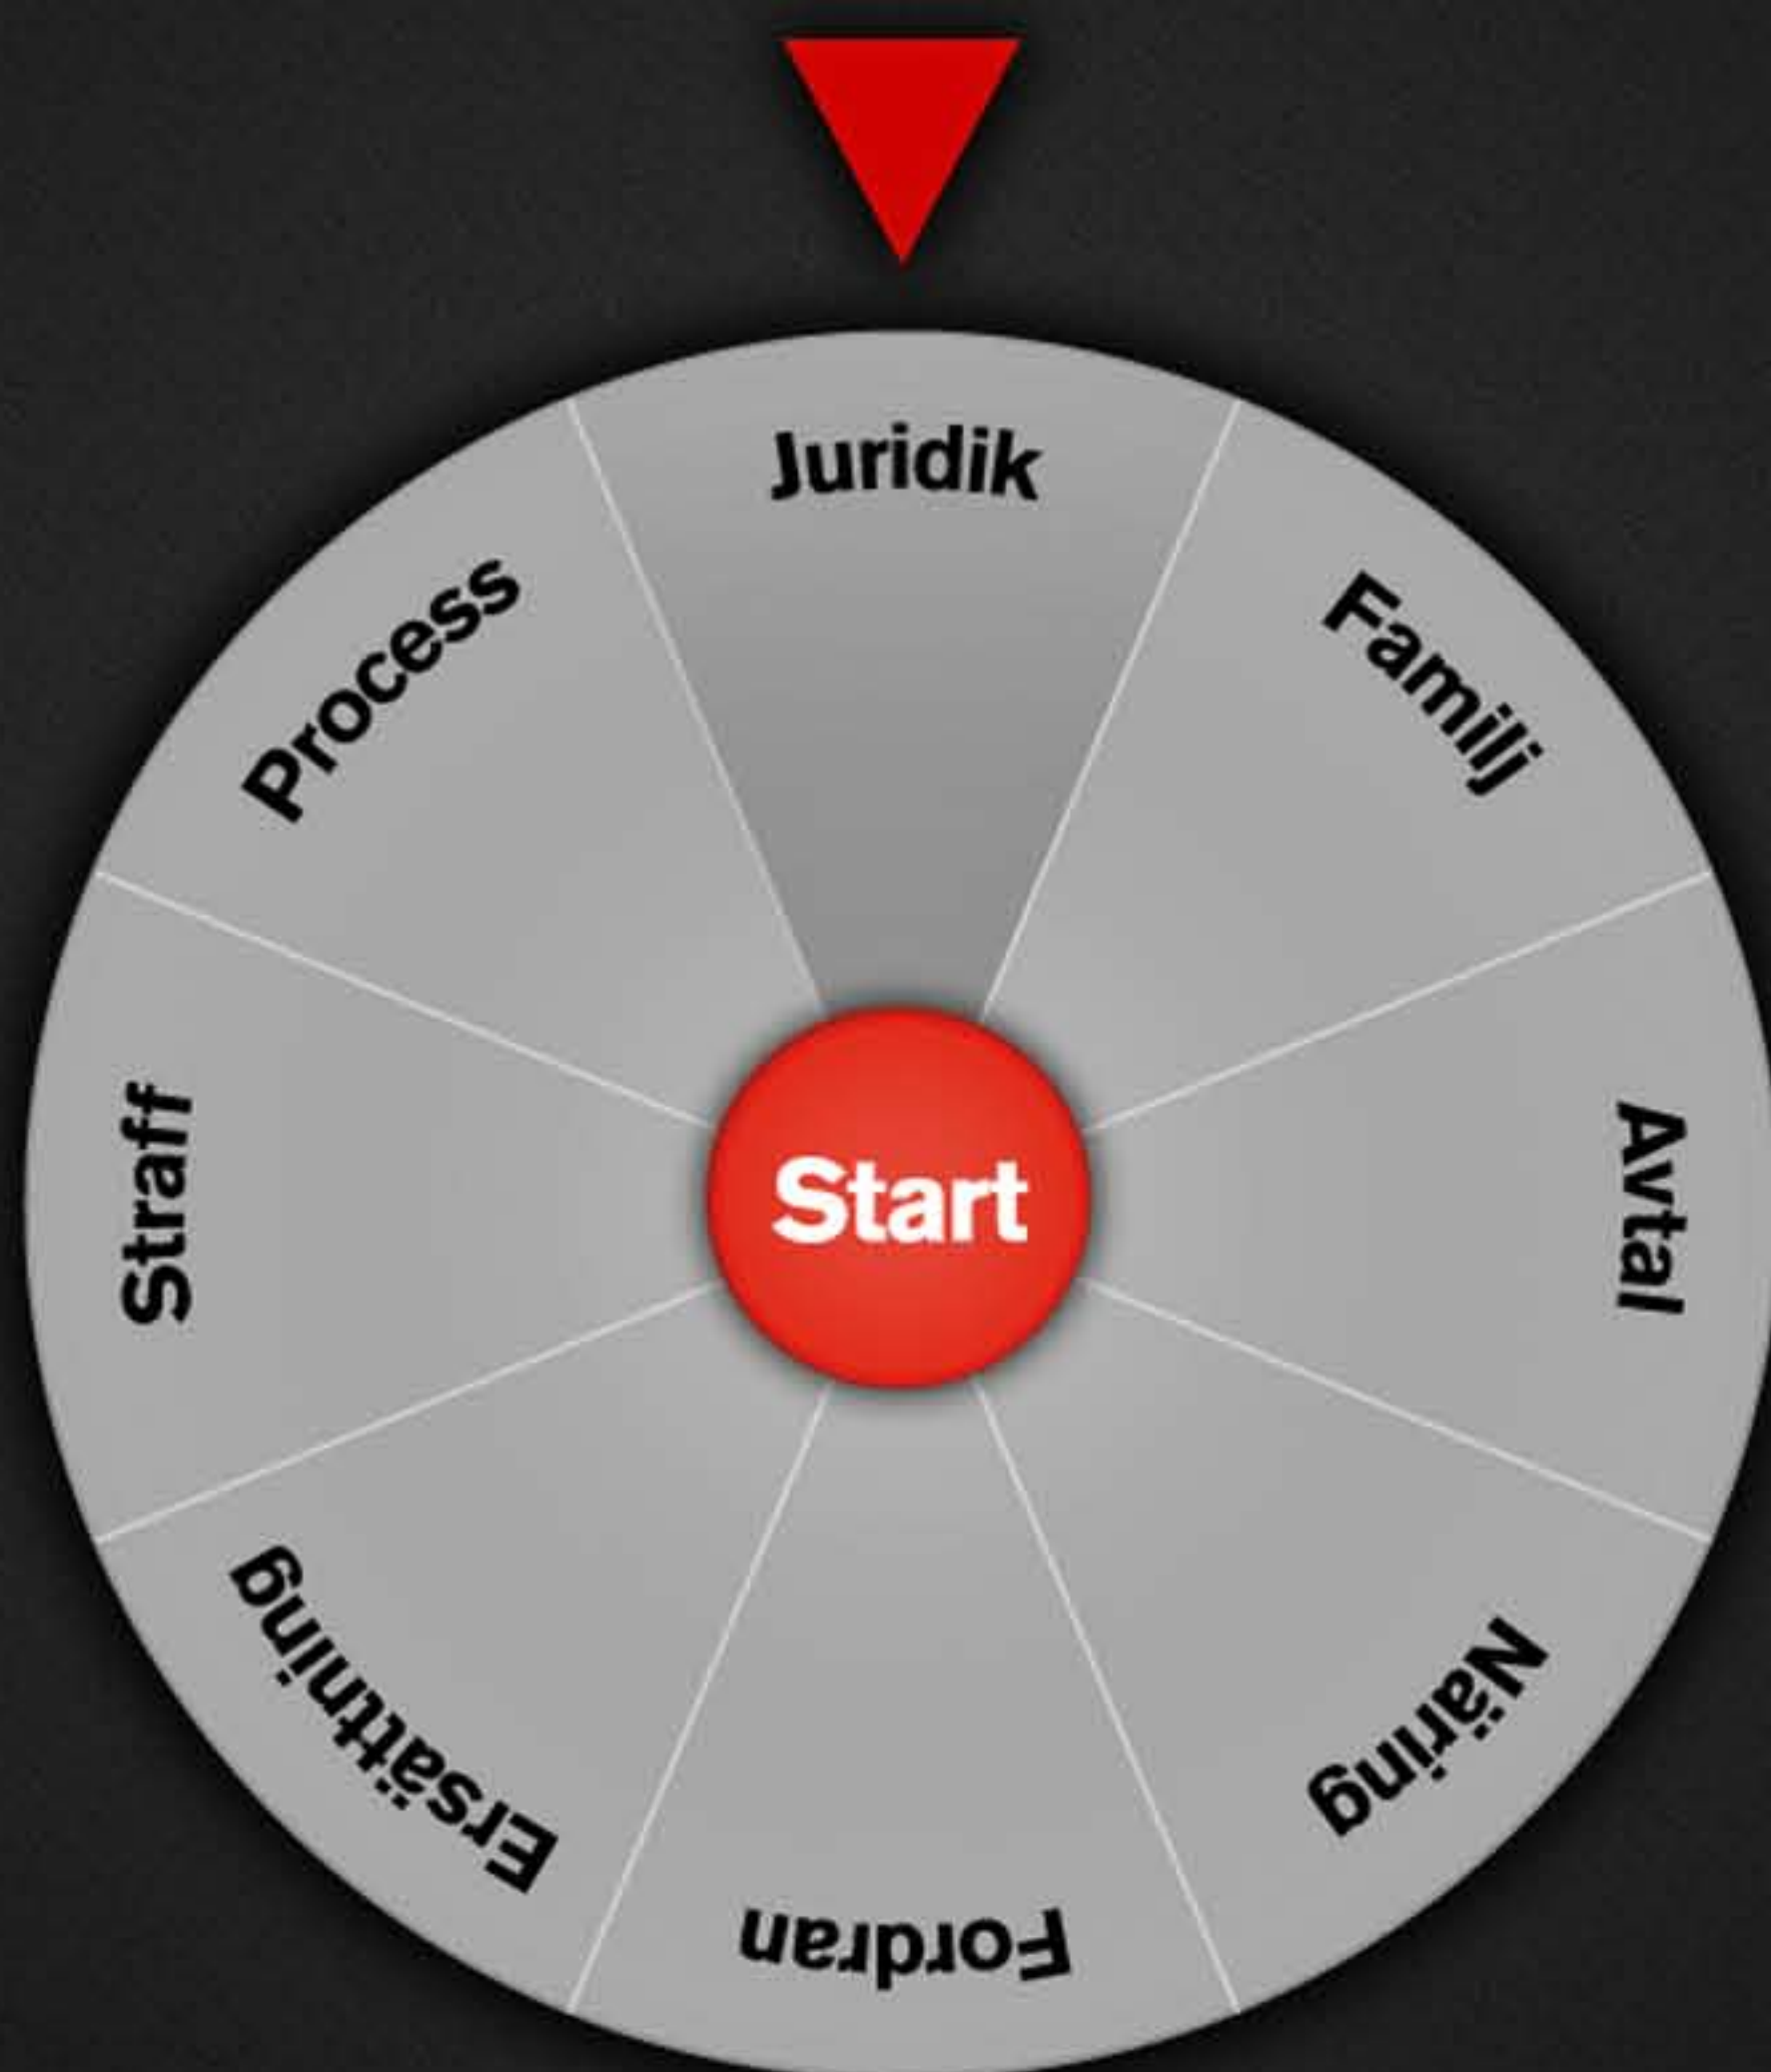 Juridik
Familj
Avtal
Näring
Fordran
Ersättning
Straff
Process
Start